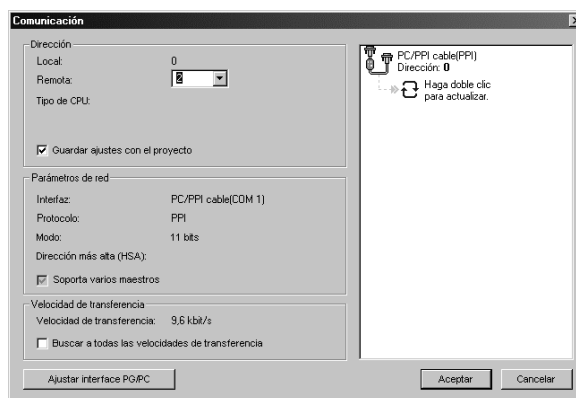 Comunicación
Dirección
Local: 0
Remota: 2
Tipo de CPU:
Guardar ajustes con el proyecto
Parámetros de red
Interfaz: PC/PPI cable(COM 1)
Protocolo: PPI
Modo: 11 bits
Dirección más alta (HSA):
Soporta varios maestros
Velocidad de transferencia
Velocidad de transferencia: 9,6 kbit/s
Buscar a todas las velocidades de transferencia
Ajustar interface PG/PC
PC/PPI cable(PPI)
Dirección: 0
Haga doble clic
para actualizar.
Aceptar
Cancelar